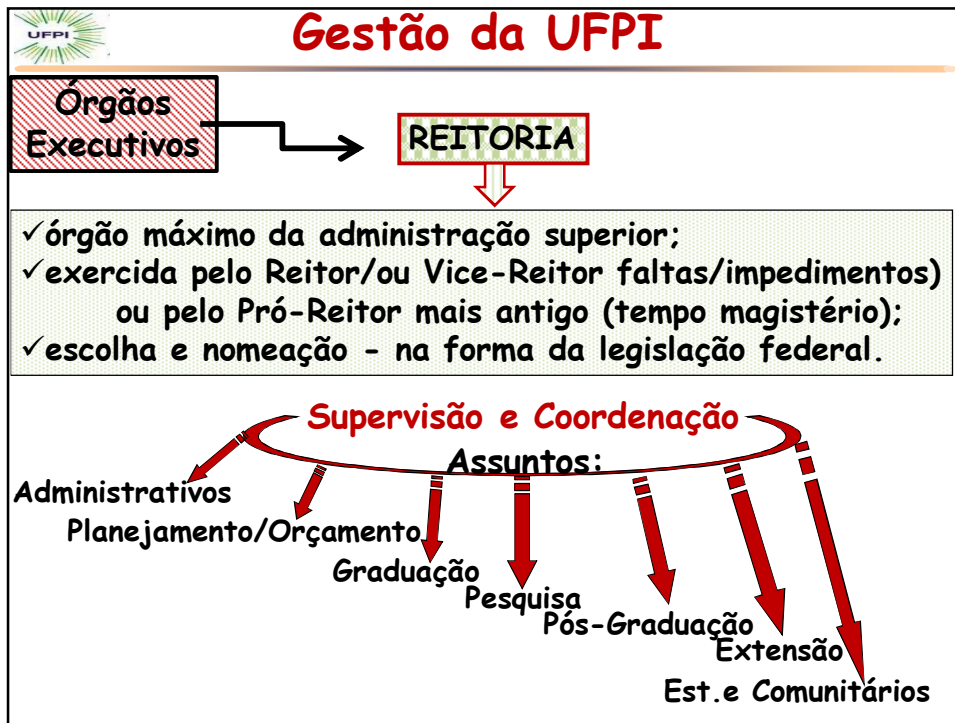 UFPI
Gestão da UFPI
Órgãos
Executivos
REITORIA
✓órgão máximo da administração superior;
✓exercida pelo Reitor/ou Vice-Reitor faltas/impedimentos)
ou pelo Pró-Reitor mais antigo (tempo magistério);
✓escolha e nomeação - na forma da legislação federal.
Supervisão e Coordenação
Assuntos:
Administrativos
Planejamento/Orçamento
Graduação
Pesquisa
Pós-Graduação
Extensão
Est.e Comunitários